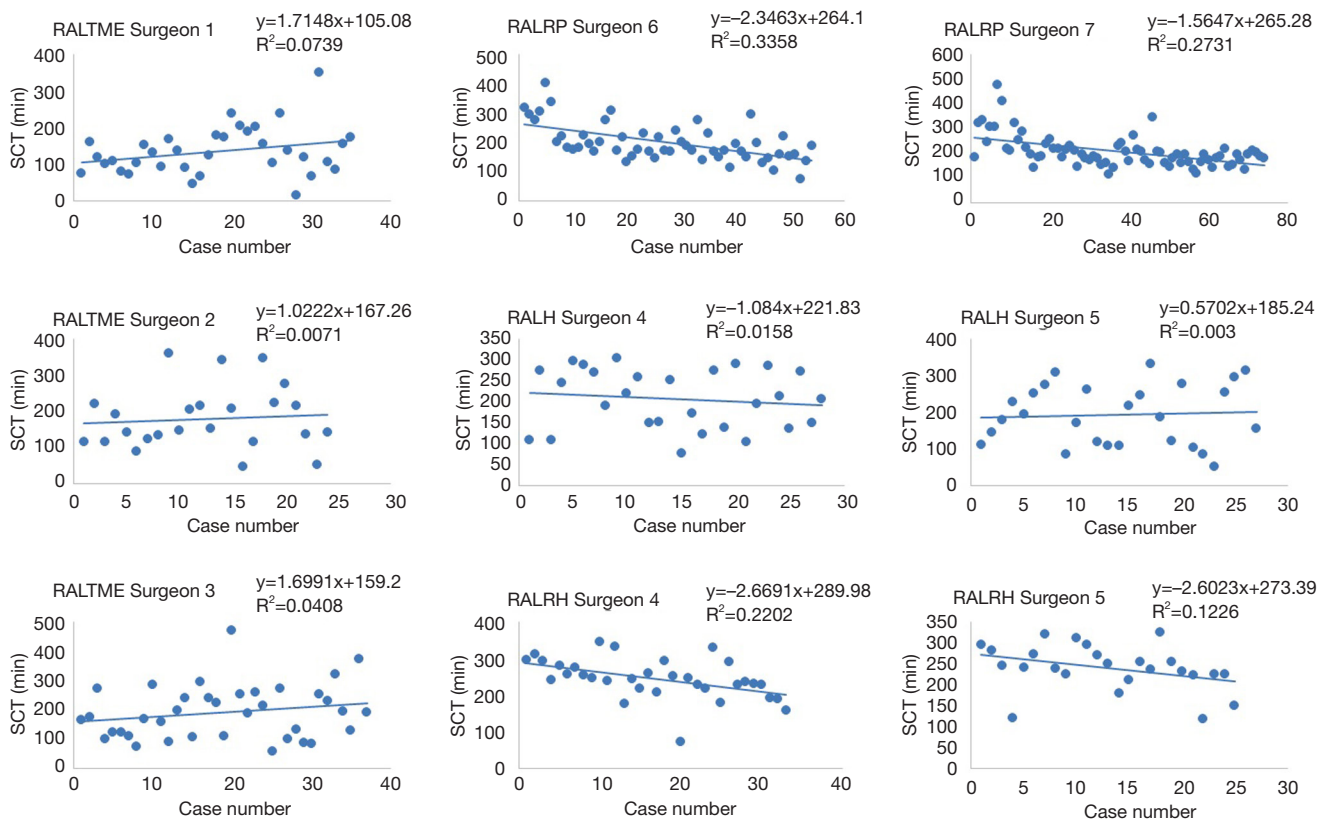 RALTME Surgeon 1
y=1.7148x+105.08
R²=0.0739
SCT (min)
400
300
200
100
0
0 10 20 30 40
Case number
RALRP Surgeon 6
y=−2.3463x+264.1
R²=0.3358
SCT (min)
500
400
300
200
100
0
0 10 20 30 40 50 60
Case number
RALRP Surgeon 7
y=−1.5647x+265.28
R²=0.2731
SCT (min)
600
500
400
300
200
100
0
0 20 40 60 80
Case number
RALTME Surgeon 2
y=1.0222x+167.26
R²=0.0071
SCT (min)
400
300
200
100
0
0 5 10 15 20 25 30
Case number
RALH Surgeon 4
y=−1.084x+221.83
R²=0.0158
SCT (min)
350
300
250
200
150
100
50
0
0 5 10 15 20 25 30
Case number
RALH Surgeon 5
y=0.5702x+185.24
R²=0.003
SCT (min)
400
300
200
100
0
0 5 10 15 20 25 30
Case number
RALTME Surgeon 3
y=1.6991x+159.2
R²=0.0408
SCT (min)
500
400
300
200
100
0
0 10 20 30 40
Case number
RALRH Surgeon 4
y=−2.6691x+289.98
R²=0.2202
SCT (min)
400
300
200
100
0
0 10 20 30 40
Case number
RALRH Surgeon 5
y=−2.6023x+273.39
R²=0.1226
SCT (min)
350
300
250
200
150
100
50
0
0 5 10 15 20 25 30
Case number